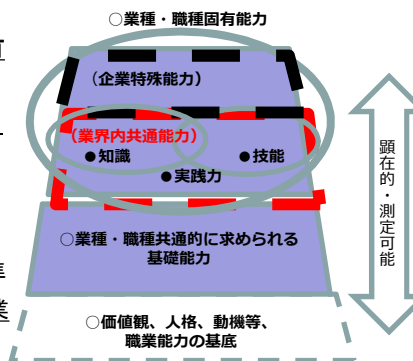 ○業種・職種固有能力
（企業特殊能力）
（業界内共通能力）
●知識
●技能
●実践力
○業種・職種共通的に求められる
基礎能力
○価値観、人格、動機等、
職業能力の基底
顕在的・測定可能